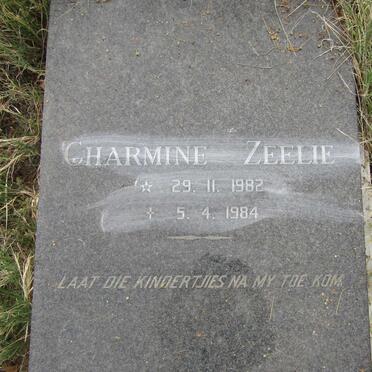 CHARMINE ZEELIE
☆ 29. 11. 1982
✝ 5. 4. 1984
LAAT DIE KINDERTJIES NA MY TOE KOM